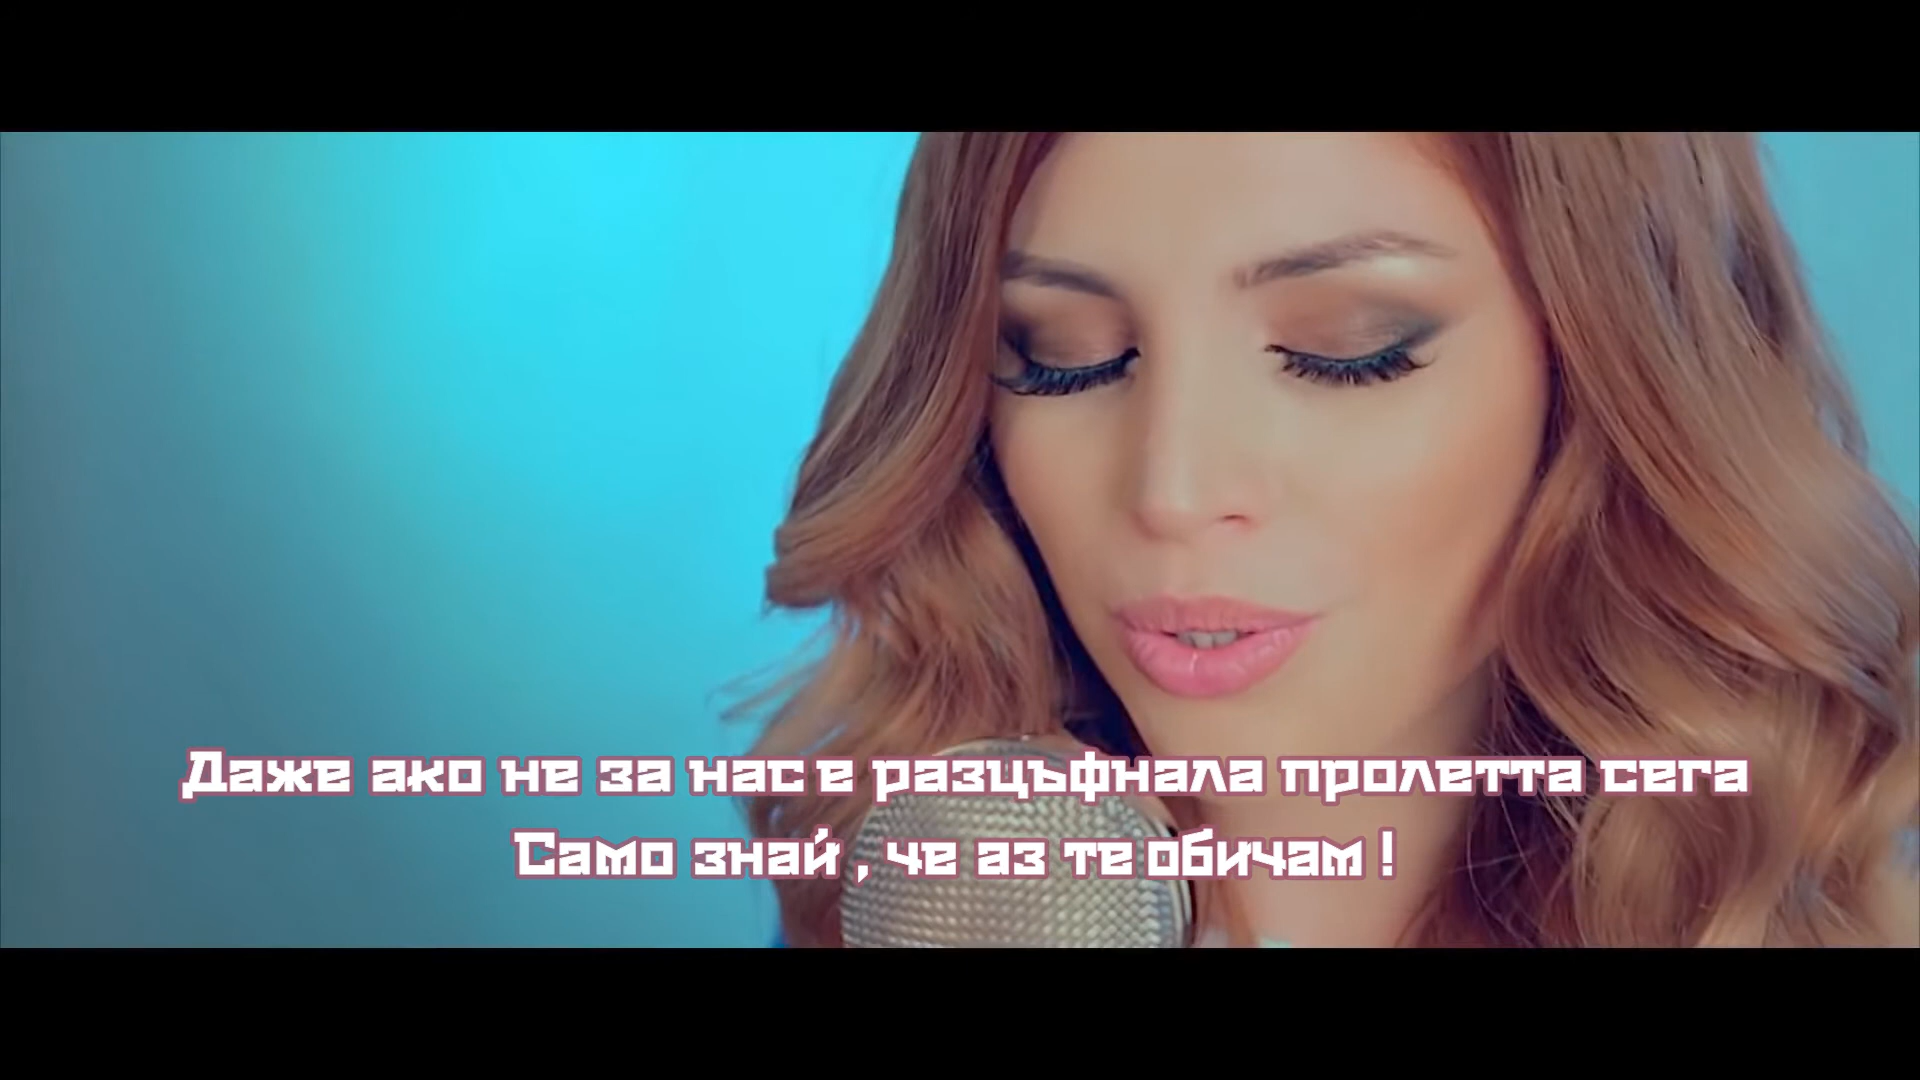 Даже ако не за нас е разцъфнала пролетта сега
Само знай , че аз те обичам !